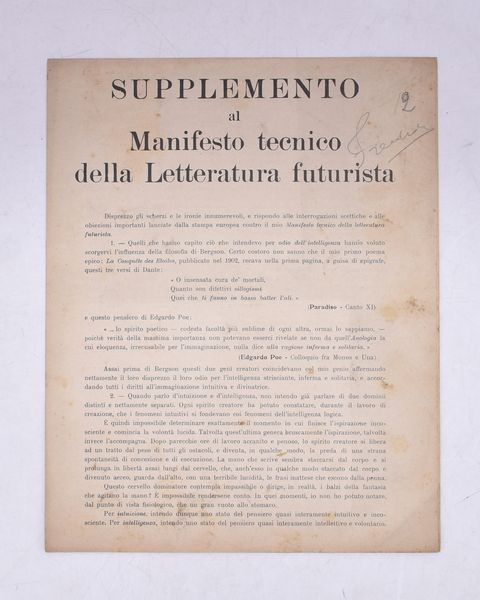 SUPPLEMENTO
al
Manifesto tecnico
della Letteratura futurista
2
Disprezzo gli scherzi e le ironie innumerevoli, e rispondo alle interrogazioni scettiche e alle
obiezioni importanti lanciate dalla stampa europea contro il mio Manifesto tecnico della letteratura
futurista.
1. — Quelli che hanno capito ciò che intendevo per odio dell'intelligenza hanno voluto
scorgervi l'influenza della filosofia di Bergson. Certo costoro non sanno che il mio primo poema
epico: La Conquête des Étoiles, pubblicato nel 1902, recava nella prima pagina, a guisa di epigrafe,
questi tre versi di Dante:
« O insensata cura de' mortali,
Quanto son difettivi sillogismi
Quei che ti fanno in basso batter l'ali. »
(Paradiso - Canto XI)
e questo pensiero di Edgardo Poe:
« ... lo spirito poetico — codesta facoltà più sublime di ogni altra, ormai lo sappiamo, —
poichè verità della massima importanza non potevano esserci rivelate se non da quell'Analogia la
cui eloquenza, irrecusabile per l'immaginazione, nulla dice alla ragione inferma e solitaria. »
(Edgardo Poe - Colloquio fra Monos e Una).
Assai prima di Bergson questi due geni creatori coincidevano col mio genio affermando
nettamente il loro disprezzo il loro odio per l'intelligenza strisciante, inferma e solitaria, e accor-
dando tutti i diritti all'immaginazione intuitiva e divinatrice.
2. — Quando parlo d'intuizione e d'intelligenza, non intendo già parlare di due dominii
distinti e nettamente separati. Ogni spirito creatore ha potuto constatare, durante il lavoro di
creazione, che i fenomeni intuitivi si fondevano coi fenomeni dell'intelligenza logica.
È quindi impossibile determinare esattamente il momento in cui finisce l'ispirazione inco-
sciente e comincia la volontà lucida. Talvolta quest'ultima genera bruscamente l'ispirazione, talvolta
invece l'accompagna. Dopo parecchie ore di lavoro accanito e penoso, lo spirito creatore si libera
ad un tratto dal peso di tutti gli ostacoli, e diventa, in qualche modo, la preda di una strana
spontaneità di concezione e di esecuzione. La mano che scrive sembra staccarsi dal corpo e si
prolunga in libertà assai lungi dal cervello, che, anch'esso in qualche modo staccato dal corpo e
divenuto aereo, guarda dall'alto, con una terribile lucidità, le frasi inattese che escono dalla penna.
Questo cervello dominatore contempla impassibile o dirige, in realtà, i balzi della fantasia
che agitano la mano? È impossibile rendersene conto. In quei momenti, io non ho potuto notare,
dal punto di vista fisiologico, che un gran vuoto allo stomaco.
Per intuizione, intendo dunque uno stato del pensiero quasi interamente intuitivo e inco-
sciente. Per intelligenza, intendo uno stato del pensiero quasi interamente intellettivo e volontario.